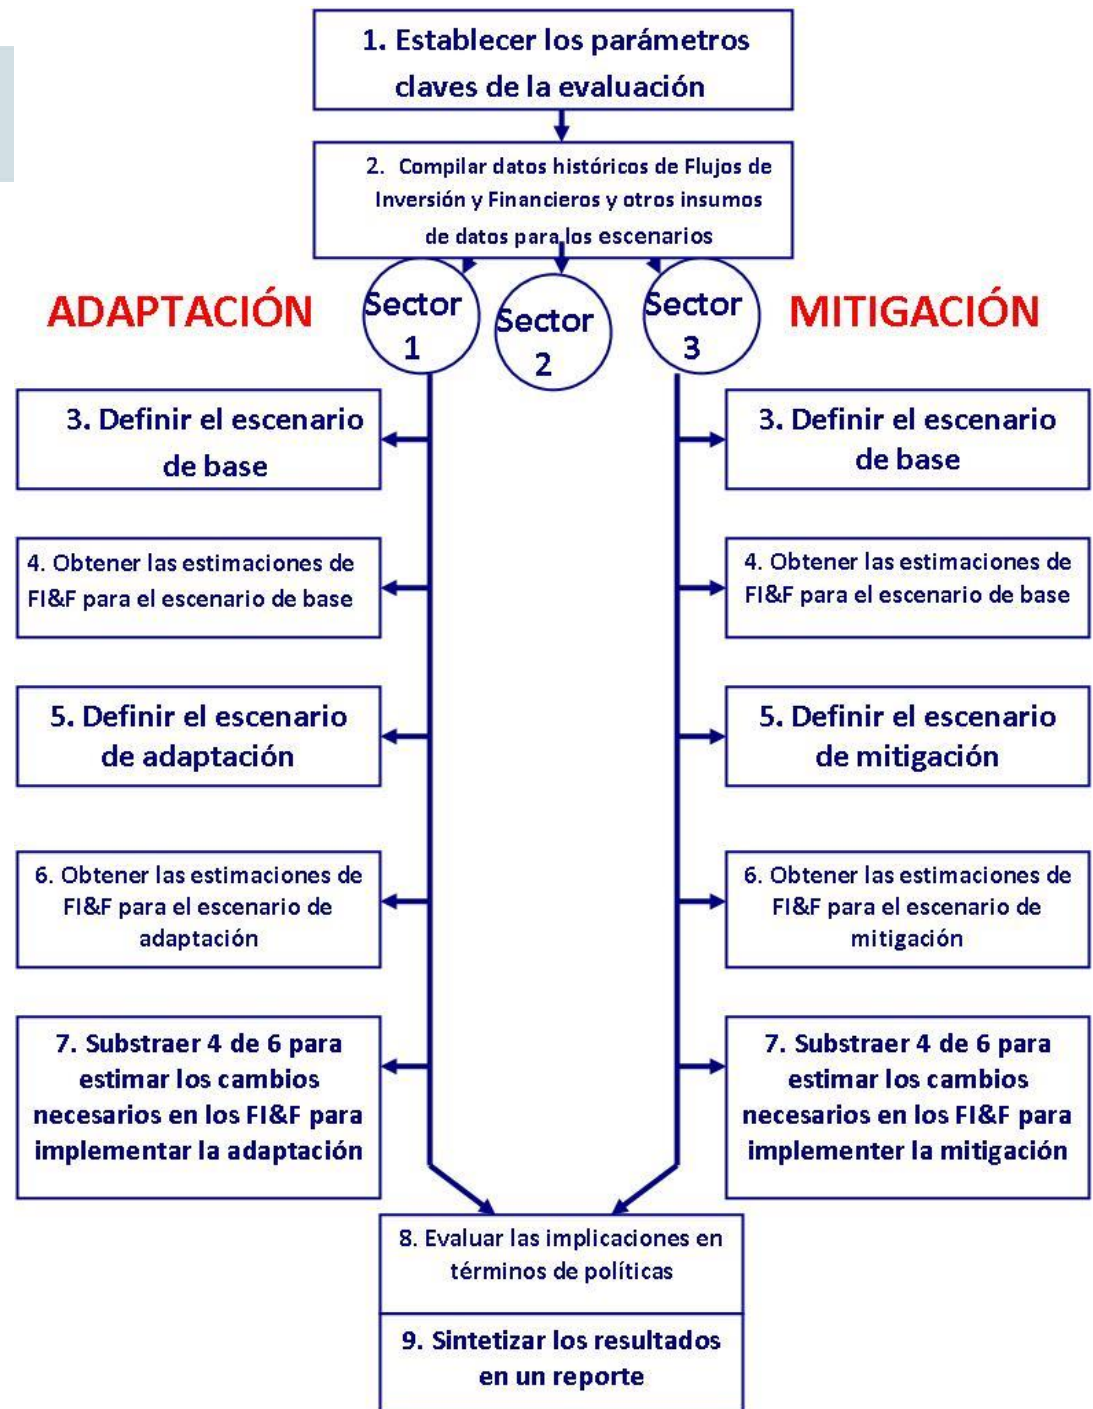 1. Establecer los parámetros
claves de la evaluación
2. Compilar datos históricos de Flujos de
Inversión y Financieros y otros insumos
de datos para los escenarios
ADAPTACIÓN
Sector
1
Sector
2
Sector
3
MITIGACIÓN
3. Definir el escenario
de base
4. Obtener las estimaciones de
FI&F para el escenario de base
5. Definir el escenario
de adaptación
6. Obtener las estimaciones de
FI&F para el escenario de
adaptación
7. Substraer 4 de 6 para
estimar los cambios
necesarios en los FI&F para
implementar la adaptación
3. Definir el escenario
de base
4. Obtener las estimaciones de
FI&F para el escenario de base
5. Definir el escenario
de mitigación
6. Obtener las estimaciones de
FI&F para el escenario de
mitigación
7. Substraer 4 de 6 para
estimar los cambios
necesarios en los FI&F para
implementer la mitigación
8. Evaluar las implicaciones en
términos de políticas
9. Sintetizar los resultados
en un reporte